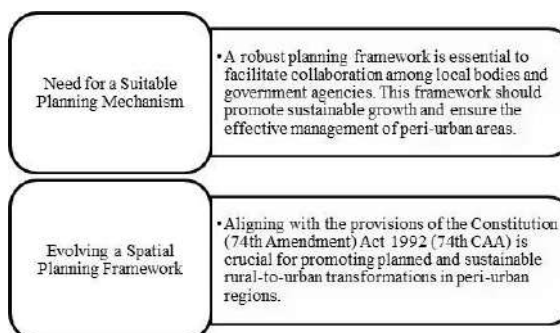 Need for a Suitable
Planning Mechanism
•A robust planning framework is essential to
facilitate collaboration among local bodies and
government agencies. This framework should
promote sustainable growth and ensure the
effective management of peri-urban areas.
Evolving a Spatial
Planning Framework
•Aligning with the provisions of the Constitution
(74th Amendment) Act 1992 (74th CAA) is
crucial for promoting planned and sustainable
rural-to-urban transformations in peri-urban
regions.